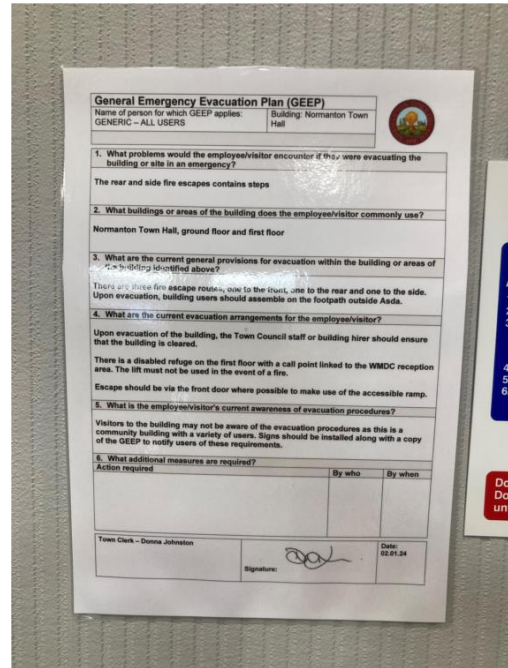 General Emergency Evacuation Plan (GEEP)
Name of person for which GEEP applies:
GENERIC – ALL USERS
Building: Normanton Town
Hall
1. What problems would the employee/visitor encounter if they were evacuating the
building or site in an emergency?
The rear and side fire escapes contains steps
2. What buildings or areas of the building does the employee/visitor commonly use?
Normanton Town Hall, ground floor and first floor
3. What are the current general provisions for evacuation within the building or areas of
the building identified above?
There are three fire escape routes, one to the front, one to the rear and one to the side.
Upon evacuation, building users should assemble on the footpath outside Asda.
4. What are the current evacuation arrangements for the employee/visitor?
Upon evacuation of the building, the Town Council staff or building hirer should ensure
that the building is cleared.
There is a disabled refuge on the first floor with a call point linked to the WMDC reception
area. The lift must not be used in the event of a fire.
Escape should be via the front door where possible to make use of the accessible ramp.
5. What is the employee/visitor's current awareness of evacuation procedures?
Visitors to the building may not be aware of the evacuation procedures as this is a
community building with a variety of users. Signs should be installed along with a copy
of the GEEP to notify users of these requirements.
6. What additional measures are required?
Action required
By who
By when
Town Clerk – Donna Johnston
Signature:
Date:
02.01.24
4
5
6
Do
Do
un